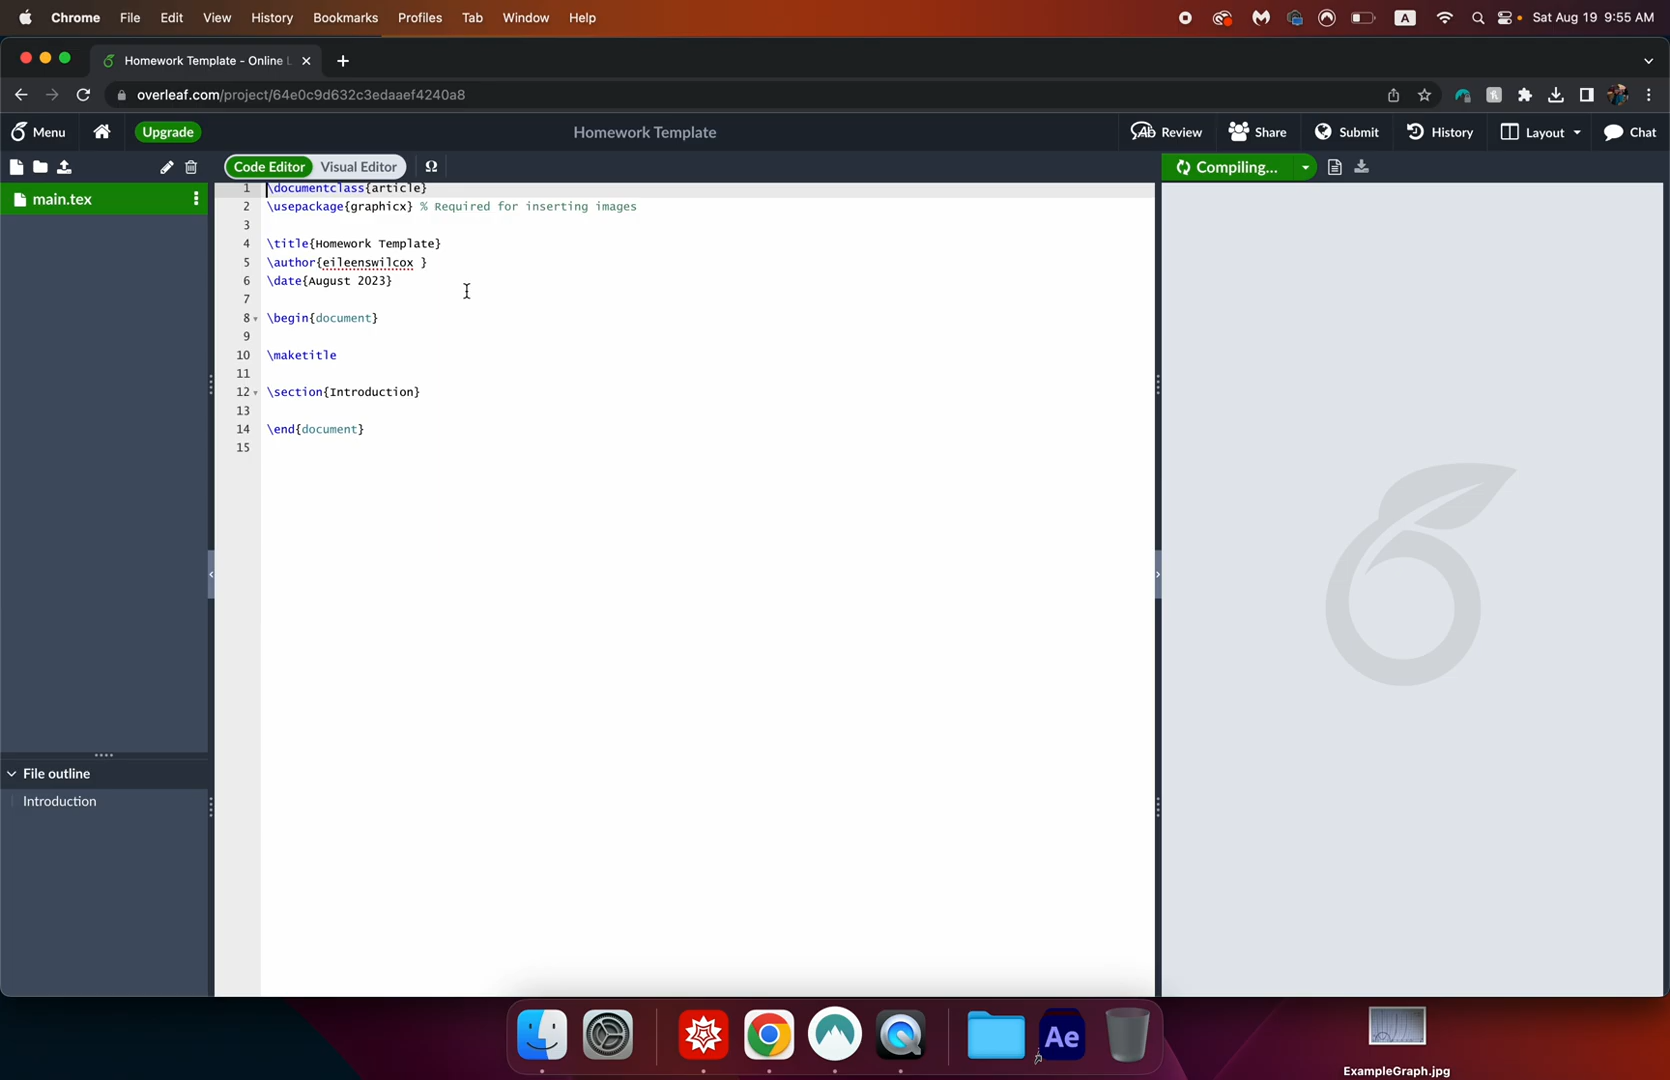 Chrome File Edit View History Bookmarks Profiles Tab Window Help A Sat Aug 19 9:55 AM
Homework Template - Online
overleaf.com/project/64e0c9d632c3edaaef4240a8
Menu Upgrade Homework Template Review Share Submit History Layout Chat
Code Editor Visual Editor Ω Compiling...
main.tex
1 \documentclass{article}
2 \usepackage{graphicx} % Required for inserting images
3
4 \title{Homework Template}
5 \author{eileenswilcox }
6 \date{August 2023}
7
8 \begin{document}
9
10 \maketitle
11
12 \section{Introduction}
13
14 \end{document}
15
File outline
Introduction
Ae
ExampleGraph.jpg